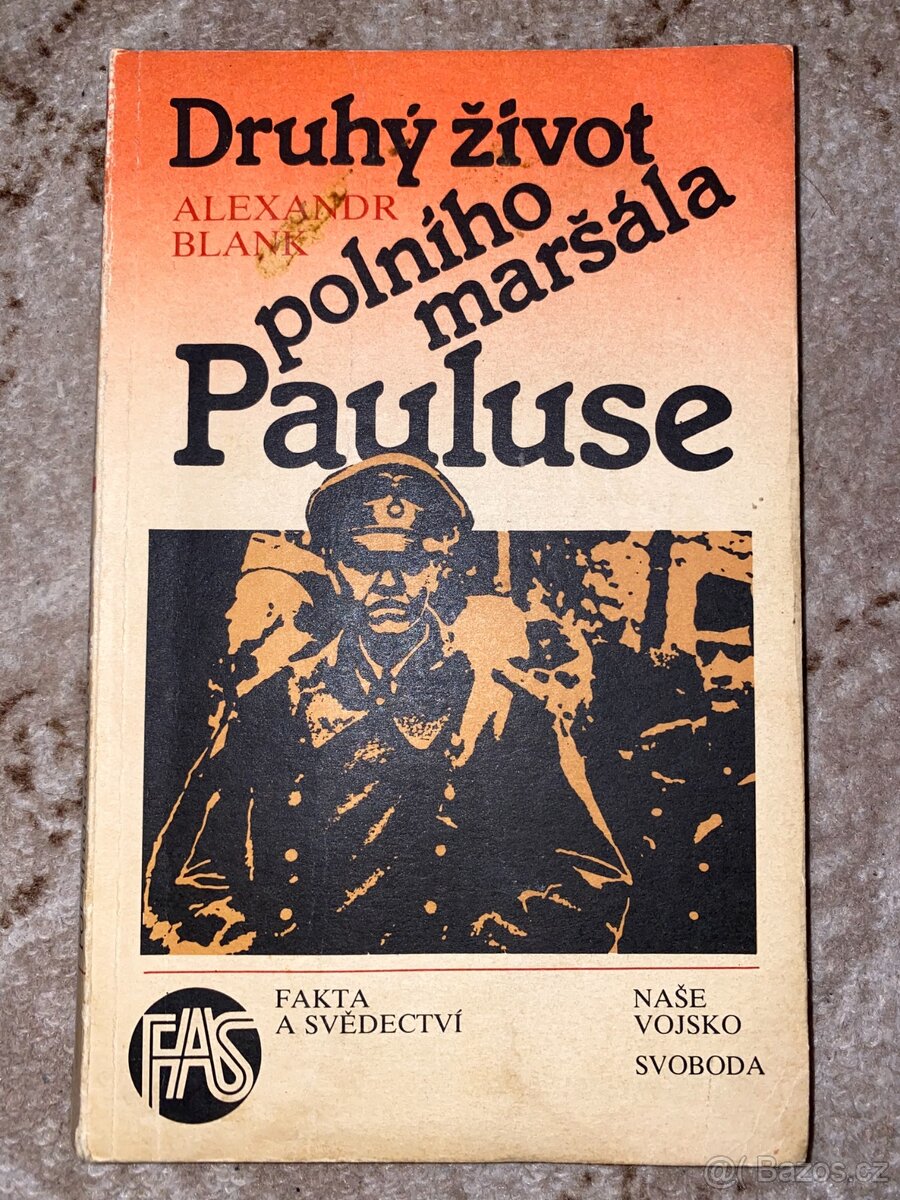 Druhý život
ALEXANDR
BLANK
polního
maršála
Pauluse
FAKTA
A SVĚDECTVÍ
NAŠE
VOJSKO
SVOBODA
FAS
@( Bazos.cz